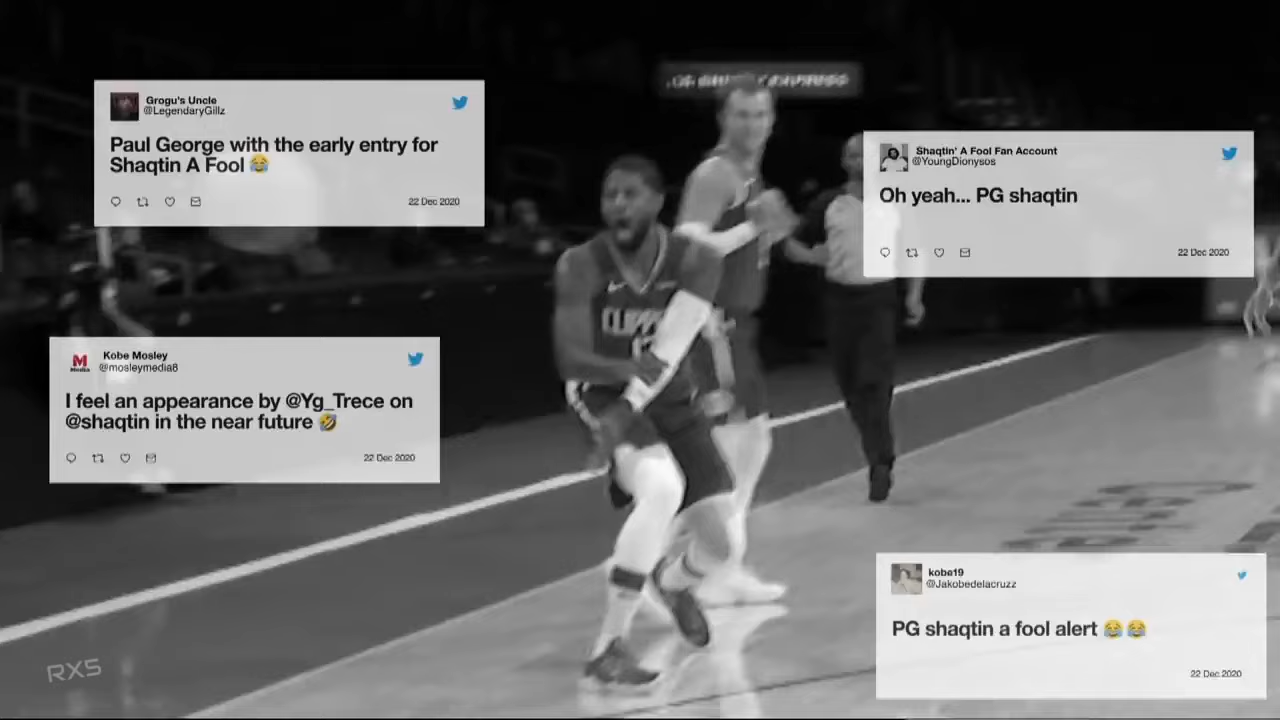 Grogu's Uncle
@LegendaryGillz
Paul George with the early entry for
Shaqtin A Fool 😂
22 Dec 2020
Shaqtin' A Fool Fan Account
@YoungDionysos
Oh yeah... PG shaqtin
22 Dec 2020
M
Media
Kobe Mosley
@mosleymedia8
I feel an appearance by @Yg_Trece on
@shaqtin in the near future 🤣
22 Dec 2020
kobe19
@Jakobedelacruzz
PG shaqtin a fool alert 😂😂
22 Dec 2020
RX5